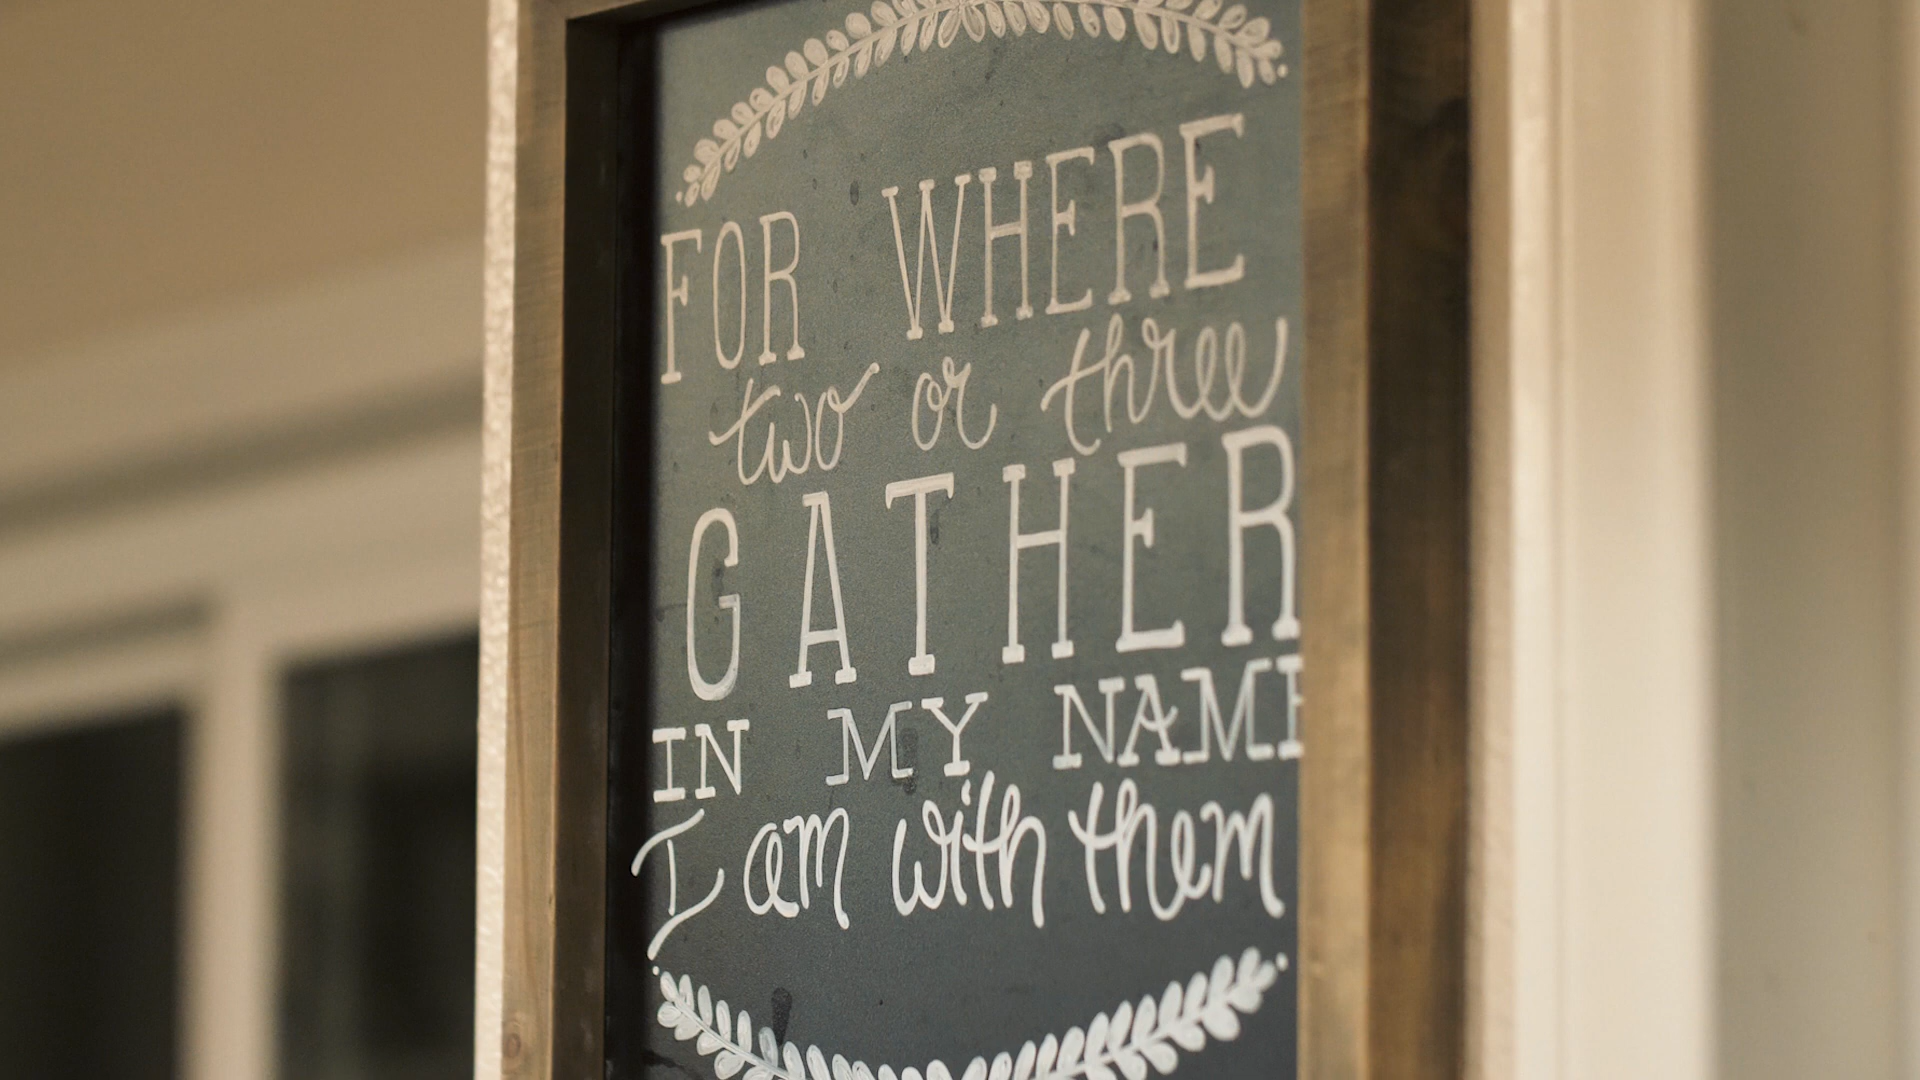 FOR WHERE
two or three
GATHER
IN MY NAME
I am with them